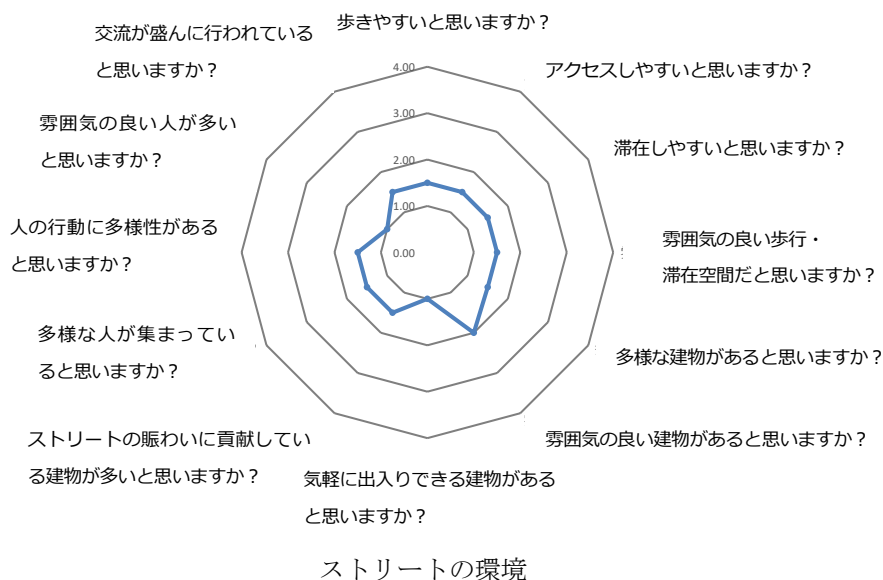 歩きやすいと思いますか？
交流が盛んに行われている
と思いますか？
アクセスしやすいと思いますか？
雰囲気の良い人が多い
と思いますか？
滞在しやすいと思いますか？
人の行動に多様性がある
と思いますか？
雰囲気の良い歩行・
滞在空間だと思いますか？
多様な人が集まってい
ると思いますか？
多様な建物があると思いますか？
ストリートの賑わいに貢献してい
る建物が多いと思いますか？
雰囲気の良い建物があると思いますか？
気軽に出入りできる建物がある
と思いますか？
4.00
3.00
2.00
1.00
0.00
ストリートの環境